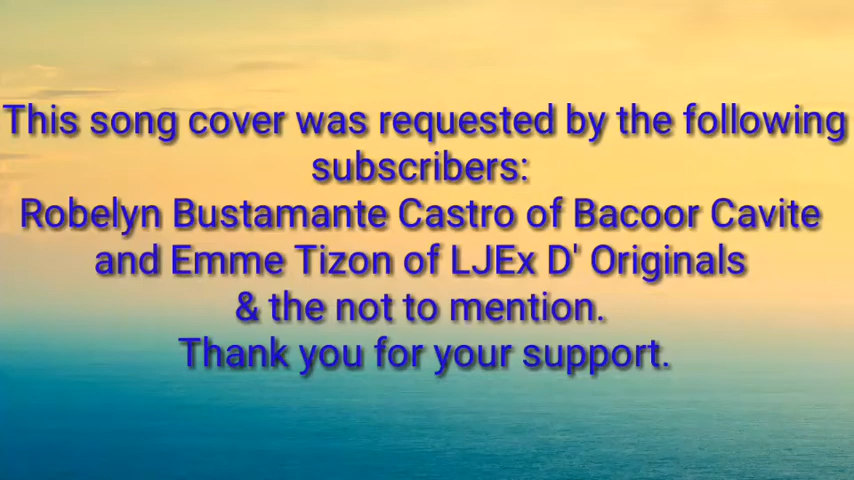 This song cover was requested by the following
subscribers:
Robelyn Bustamante Castro of Bacoor Cavite
and Emme Tizon of LJEx D' Originals
& the not to mention.
Thank you for your support.